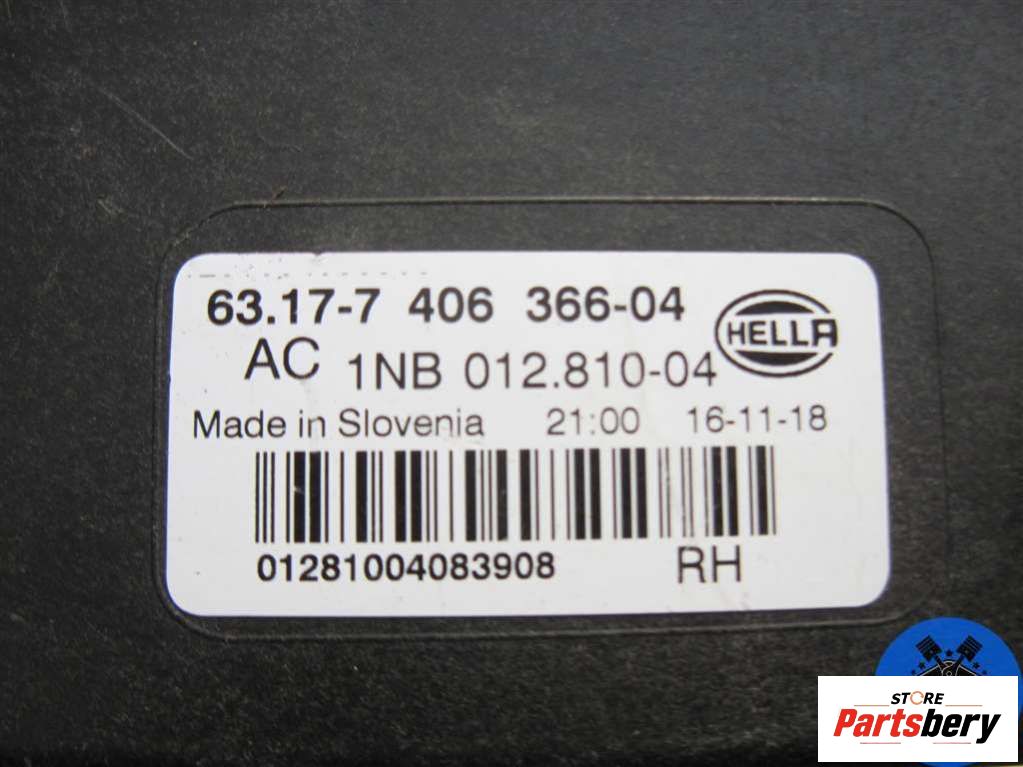 63.17-7 406 366-04
HELLA
AC 1NB 012.810-04
Made in Slovenia 21:00 16-11-18
01281004083908 RH
STORE
Partsbery